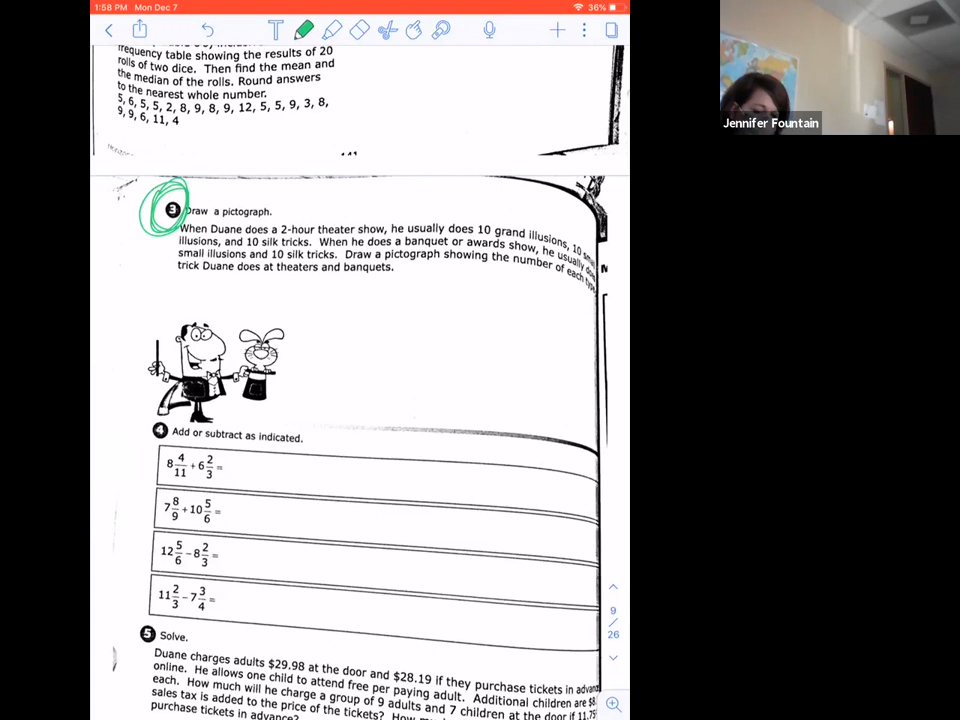 1:58 PM Mon Dec 7
36%
Jennifer Fountain
frequency table showing the results of 20
rolls of two dice. Then find the mean and
the median of the rolls. Round answers
to the nearest whole number.
5, 6, 5, 5, 2, 8, 9, 8, 9, 12, 5, 5, 9, 3, 8,
9, 9, 6, 11, 4
3 Draw a pictograph.
When Duane does a 2-hour theater show, he usually does 10 grand illusions, 10
illusions, and 10 silk tricks. When he does a banquet or awards show, he usually
small illusions and 10 silk tricks. Draw a pictograph showing the number of each type
trick Duane does at theaters and banquets.
4 Add or subtract as indicated.
8 4/11 + 6 2/3 =
7 8/9 + 10 5/6 =
12 5/6 - 8 2/3 =
11 2/3 - 7 3/4 =
5 Solve.
Duane charges adults $29.98 at the door and $28.19 if they purchase tickets in
online. He allows one child to attend free per paying adult. Additional children are
each. How much will he charge a group of 9 adults and 7 children at the door if 11.75
sales tax is added to the price of the tickets? How
purchase tickets in advance?
9
/
26